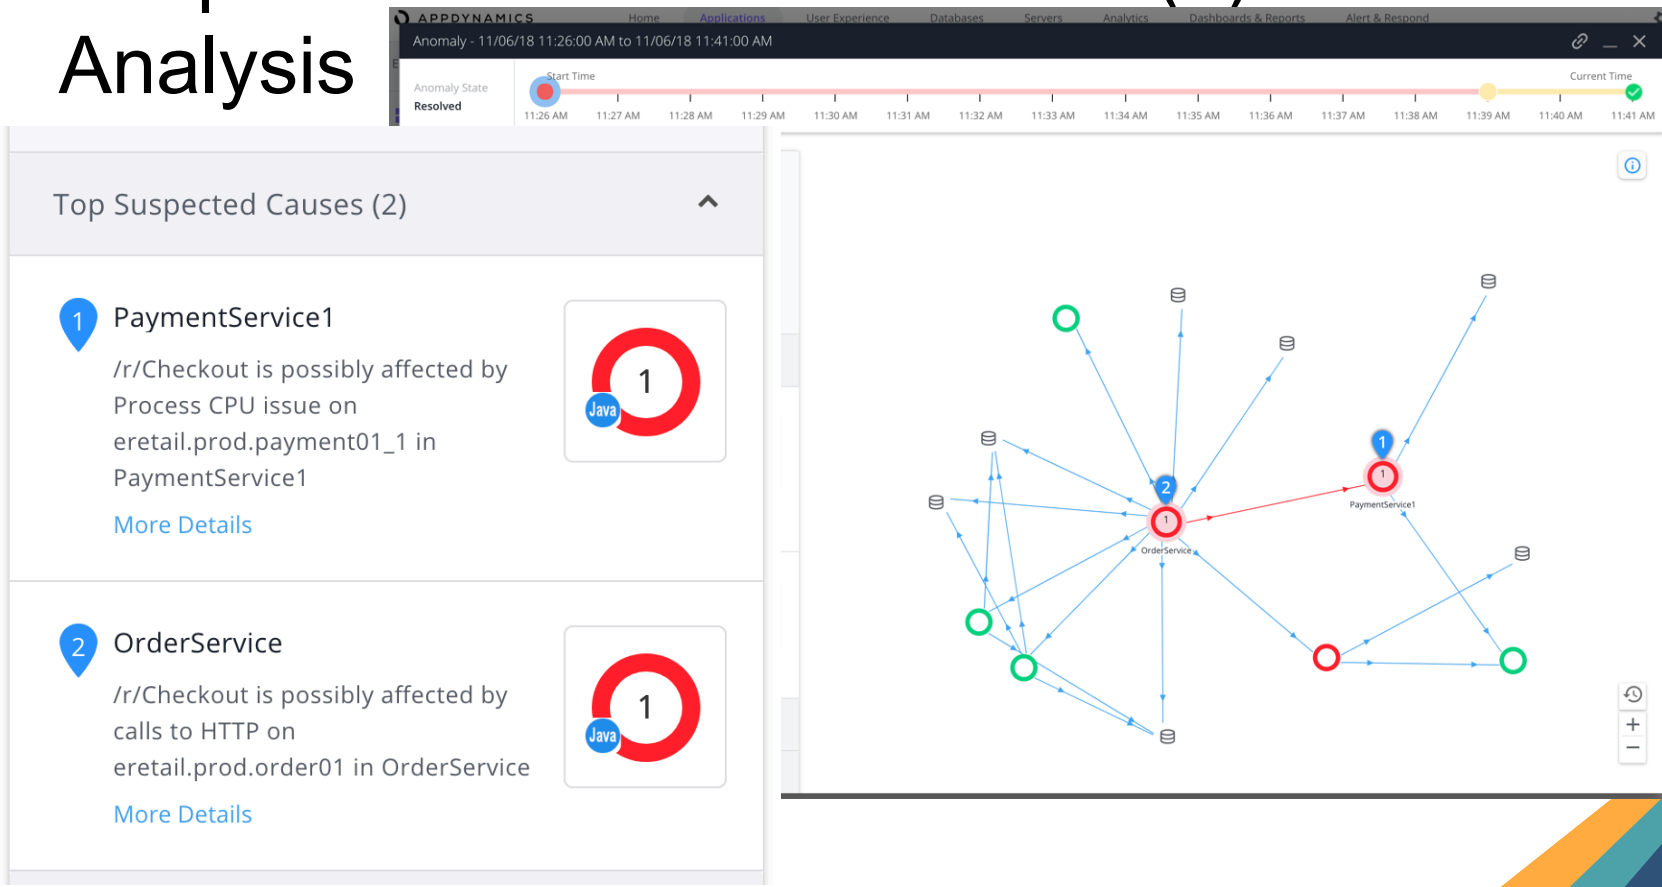 Analysis
APPDYNAMICS
Home Applications User Experience Databases Servers Analytics Dashboards & Reports Alert & Respond
Anomaly - 11/06/18 11:26:00 AM to 11/06/18 11:41:00 AM
Anomaly State
Resolved
Start Time
Current Time
11:26 AM 11:27 AM 11:28 AM 11:29 AM 11:30 AM 11:31 AM 11:32 AM 11:33 AM 11:34 AM 11:35 AM 11:36 AM 11:37 AM 11:38 AM 11:39 AM 11:40 AM 11:41 AM
Top Suspected Causes (2)
1
PaymentService1
/r/Checkout is possibly affected by
Process CPU issue on
eretail.prod.payment01_1 in
PaymentService1
More Details
1
Java
2
OrderService
/r/Checkout is possibly affected by
calls to HTTP on
eretail.prod.order01 in OrderService
More Details
1
Java
1
1
PaymentService1
2
1
OrderService